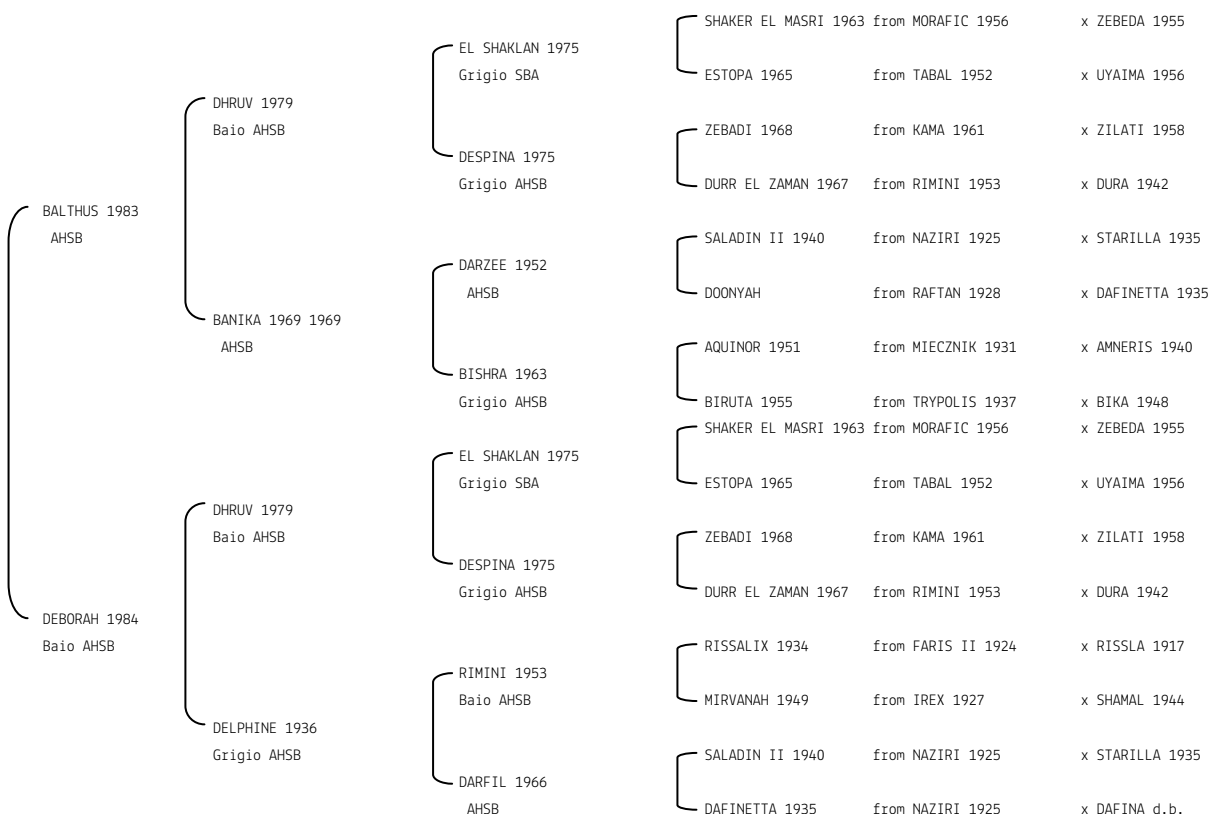 SHAKER EL MASRI 1963 from MORAFIC 1956 x ZEBEDA 1955
EL SHAKLAN 1975
Grigio SBA
ESTOPA 1965 from TABAL 1952 x UYAIMA 1956
DHRUV 1979
Baio AHSB
ZEBADI 1968 from KAMA 1961 x ZILATI 1958
DESPINA 1975
Grigio AHSB
DURR EL ZAMAN 1967 from RIMINI 1953 x DURA 1942
BALTHUS 1983
AHSB
SALADIN II 1940 from NAZIRI 1925 x STARILLA 1935
DARZEE 1952
AHSB
DOONYAH from RAFTAN 1928 x DAFINETTA 1935
BANIKA 1969 1969
AHSB
AQUINOR 1951 from MIECZNIK 1931 x AMNERIS 1940
BISHRA 1963
Grigio AHSB
BIRUTA 1955 from TRYPOLIS 1937 x BIKA 1948
SHAKER EL MASRI 1963 from MORAFIC 1956 x ZEBEDA 1955
EL SHAKLAN 1975
Grigio SBA
ESTOPA 1965 from TABAL 1952 x UYAIMA 1956
DHRUV 1979
Baio AHSB
ZEBADI 1968 from KAMA 1961 x ZILATI 1958
DESPINA 1975
Grigio AHSB
DURR EL ZAMAN 1967 from RIMINI 1953 x DURA 1942
DEBORAH 1984
Baio AHSB
RISSALIX 1934 from FARIS II 1924 x RISSLA 1917
RIMINI 1953
Baio AHSB
MIRVANAH 1949 from IREX 1927 x SHAMAL 1944
DELPHINE 1936
Grigio AHSB
SALADIN II 1940 from NAZIRI 1925 x STARILLA 1935
DARFIL 1966
AHSB
DAFINETTA 1935 from NAZIRI 1925 x DAFINA d.b.